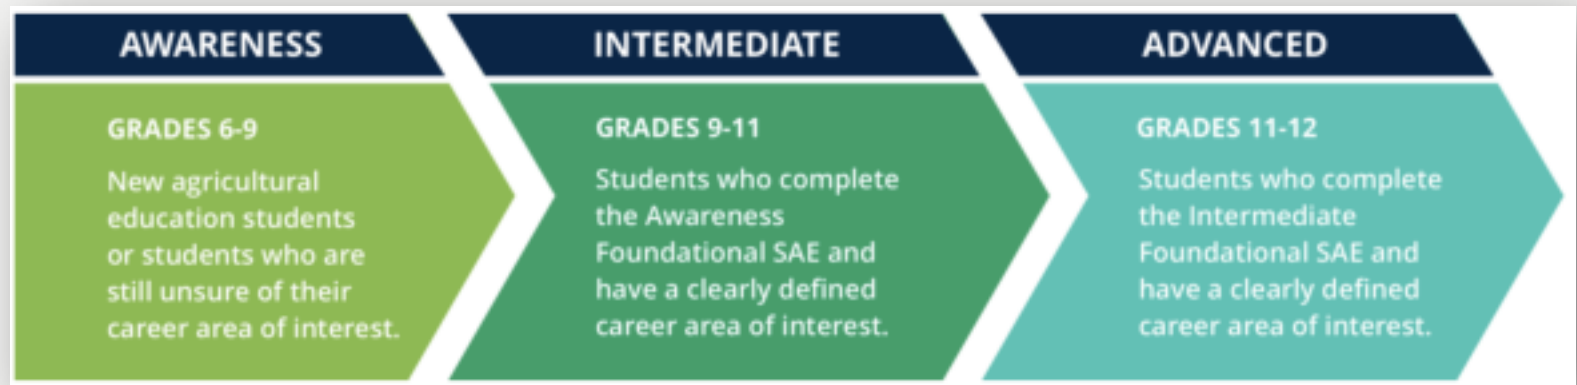 AWARENESS
GRADES 6-9
New agricultural
education students
or students who are
still unsure of their
career area of interest.
INTERMEDIATE
GRADES 9-11
Students who complete
the Awareness
Foundational SAE and
have a clearly defined
career area of interest.
ADVANCED
GRADES 11-12
Students who complete
the Intermediate
Foundational SAE and
have a clearly defined
career area of interest.